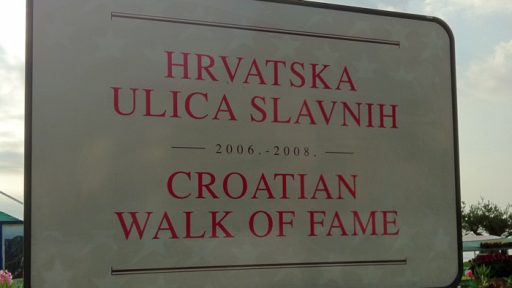 HRVATSKA
ULICA SLAVNIH
2006.-2008.
CROATIAN
WALK OF FAME